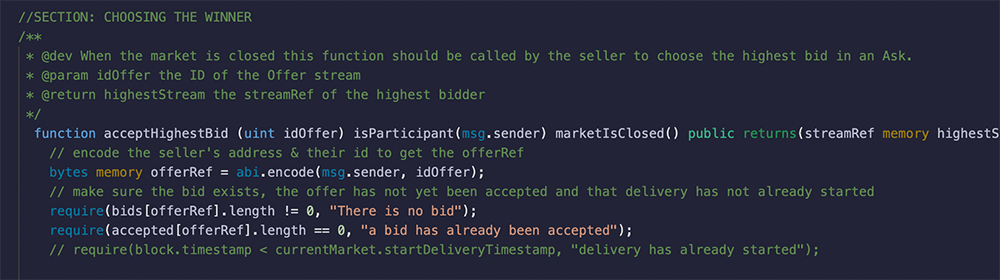 //SECTION: CHOOSING THE WINNER
/**
* @dev When the market is closed this function should be called by the seller to choose the highest bid in an Ask.
* @param idOffer the ID of the Offer stream
* @return highestStream the streamRef of the highest bidder
*/
function acceptHighestBid (uint idOffer) isParticipant(msg.sender) marketIsClosed() public returns(streamRef memory highestS
// encode the seller's address & their id to get the offerRef
bytes memory offerRef = abi.encode(msg.sender, idOffer);
// make sure the bid exists, the offer has not yet been accepted and that delivery has not already started
require(bids[offerRef].length != 0, "There is no bid");
require(accepted[offerRef].length == 0, "a bid has already been accepted");
// require(block.timestamp < currentMarket.startDeliveryTimestamp, "delivery has already started");